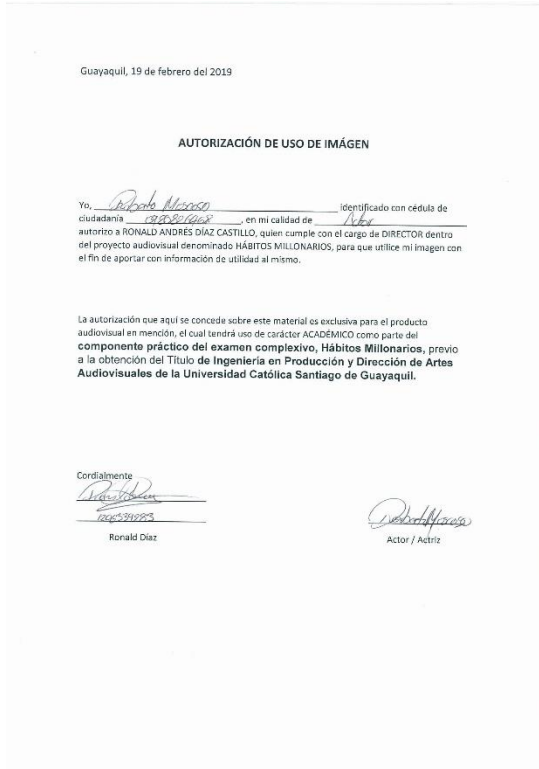 Guayaquil, 19 de febrero del 2019
AUTORIZACIÓN DE USO DE IMÁGEN
Yo, Roberto Moscoso identificado con cédula de
ciudadanía , en mi calidad de Actor
autorizo a RONALD ANDRÉS DÍAZ CASTILLO, quien cumple con el cargo de DIRECTOR dentro
del proyecto audiovisual denominado HÁBITOS MILLONARIOS, para que utilice mi imagen con
el fin de aportar con información de utilidad al mismo.
La autorización que aquí se concede sobre este material es exclusiva para el producto
audiovisual en mención, el cual tendrá uso de carácter ACADÉMICO como parte del
componente práctico del examen complexivo, Hábitos Millonarios, previo
a la obtención del Título de Ingenieria en Producción y Dirección de Artes
Audiovisuales de la Universidad Católica Santiago de Guayaquil.
Cordialmente
Ronald Díaz
Actor / Actriz